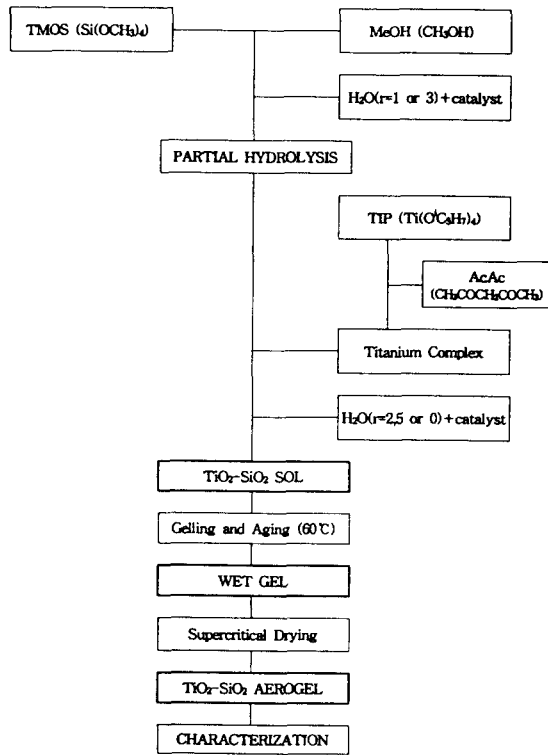 TMOS (Si(OCH₃)₄)
MeOH (CH₃OH)
H₂O(r=1 or 3)+catalyst
PARTIAL HYDROLYSIS
TIP (Ti(OⁱC₃H₇)₄)
AcAc
(CH₃COCH₂COCH₃)
Titanium Complex
H₂O(r=2,5 or 0)+catalyst
TiO₂-SiO₂ SOL
Gelling and Aging (60℃)
WET GEL
Supercritical Drying
TiO₂-SiO₂ AEROGEL
CHARACTERIZATION